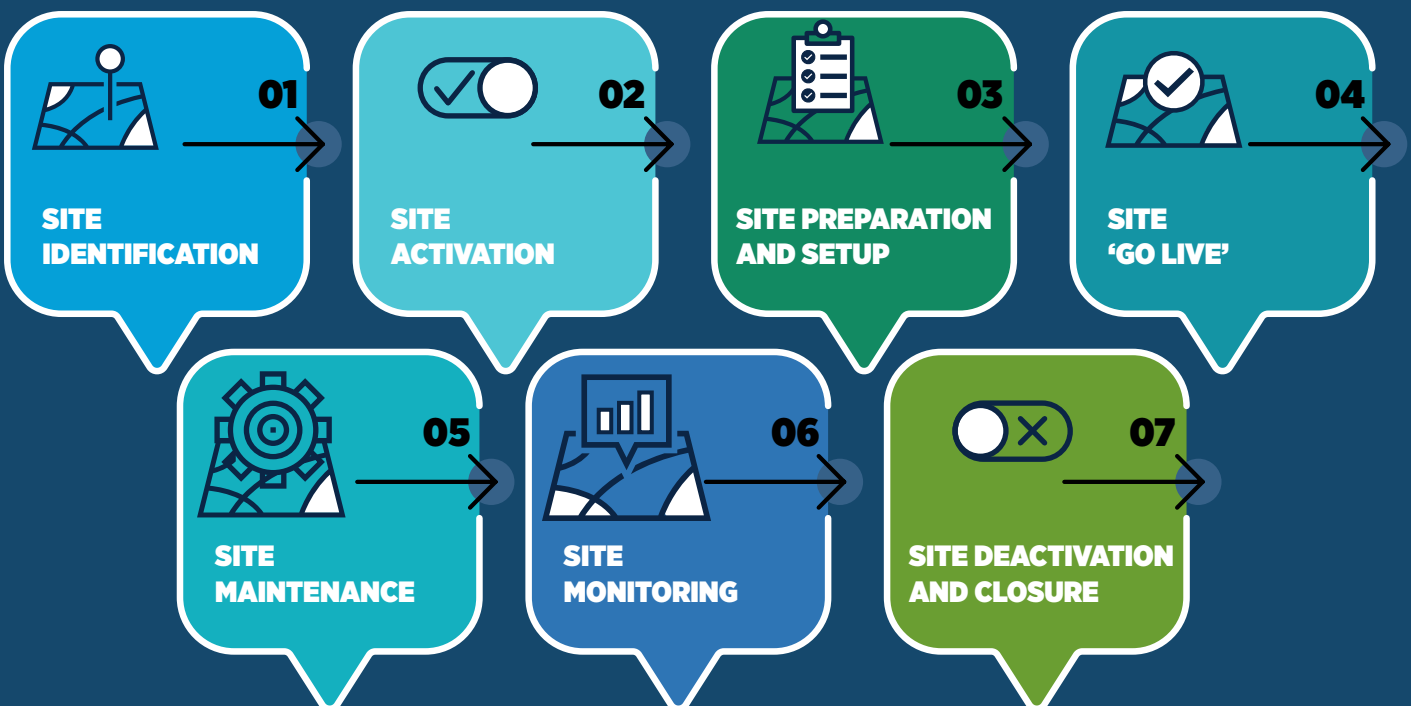 01
SITE
IDENTIFICATION
02
SITE
ACTIVATION
03
SITE PREPARATION
AND SETUP
04
SITE
‘GO LIVE’
05
SITE
MAINTENANCE
06
SITE
MONITORING
07
SITE DEACTIVATION
AND CLOSURE